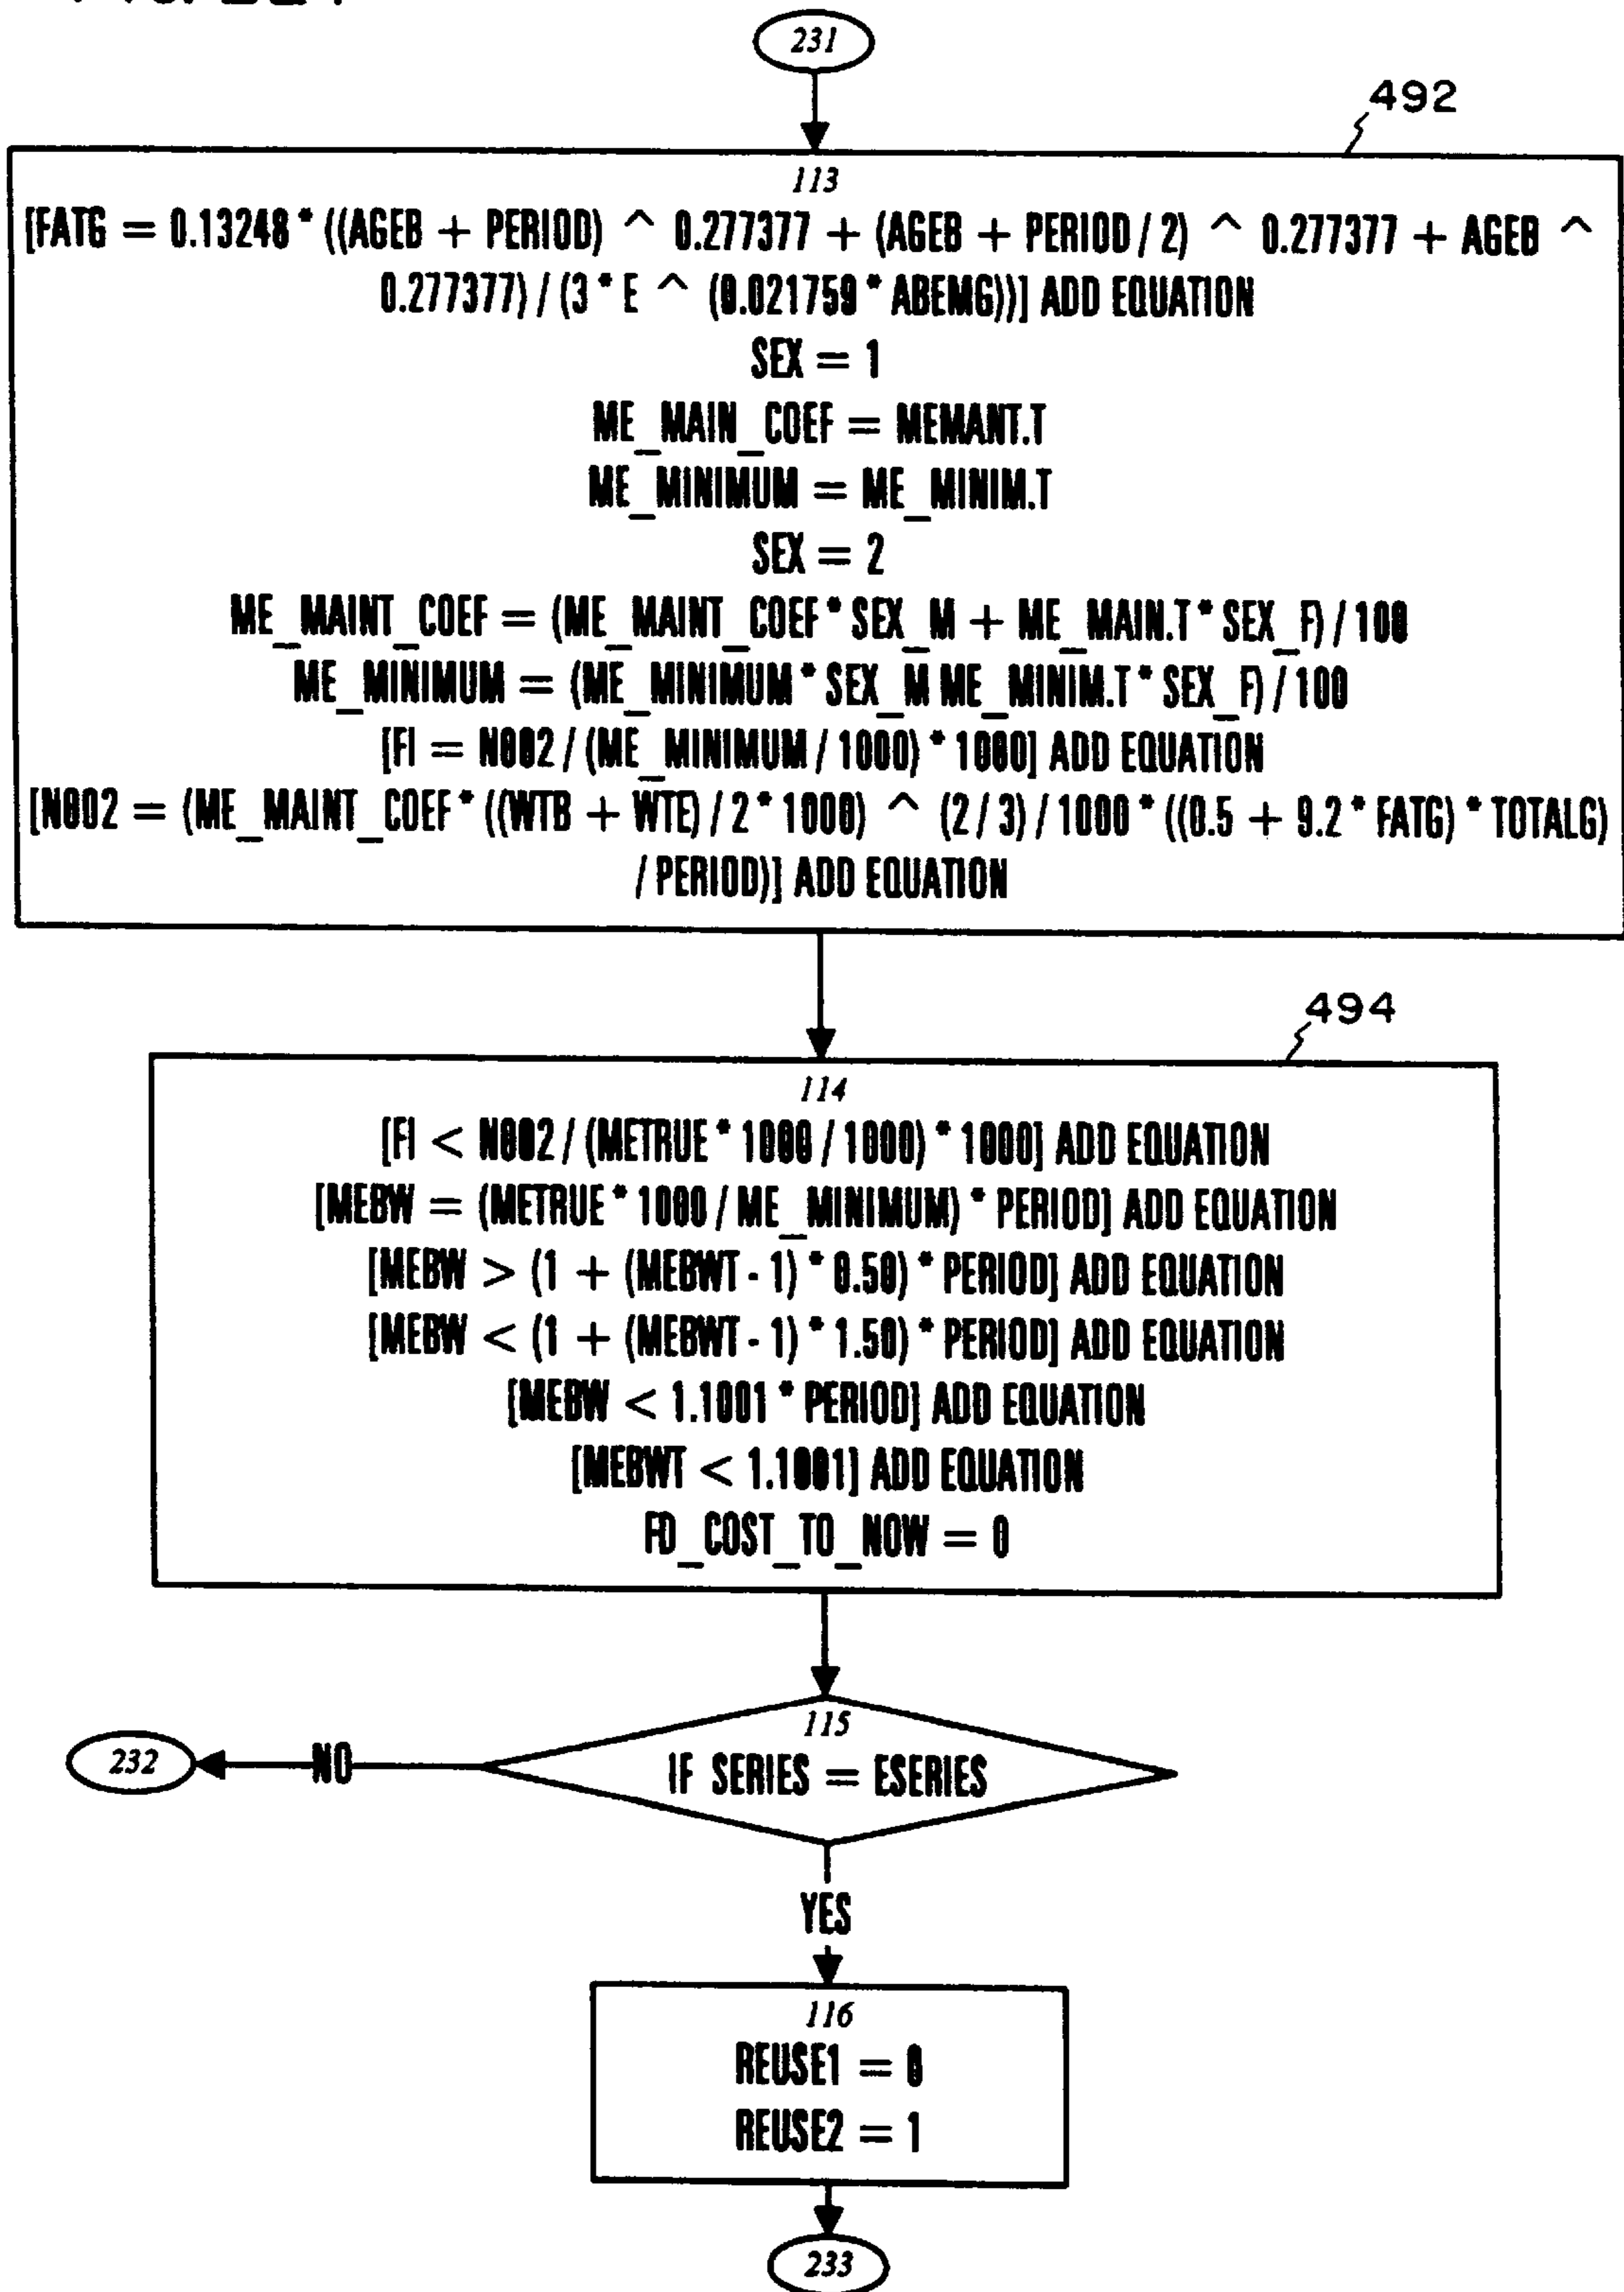 231
492
113
[FATG = 0.13248 * ((AGEB + PERIOD) ^ 0.277377 + (AGEB + PERIOD / 2) ^ 0.277377 + AGEB ^
0.277377) / (3 * E ^ (0.021759 * ABEMG))] ADD EQUATION
SEX = 1
ME_MAIN_COEF = MEMANT.T
ME_MINIMUM = ME_MINIM.T
SEX = 2
ME_MAINT_COEF = (ME_MAINT_COEF * SEX_M + ME_MAIN.T * SEX_F) / 100
ME_MINIMUM = (ME_MINIMUM * SEX_M ME_MINIM.T * SEX_F) / 100
[FI = N002 / (ME_MINIMUM / 1000) * 1000] ADD EQUATION
[N002 = (ME_MAINT_COEF * ((WTB + WTE) / 2 * 1000) ^ (2 / 3) / 1000 * ((0.5 + 9.2 * FATG) * TOTALG)
/ PERIOD)] ADD EQUATION
494
114
[FI < N002 / (METRUE * 1000 / 1000) * 1000] ADD EQUATION
[MEBW = (METRUE * 1000 / ME_MINIMUM) * PERIOD] ADD EQUATION
[MEBW > (1 + (MEBWT - 1) * 0.50) * PERIOD] ADD EQUATION
[MEBW < (1 + (MEBWT - 1) * 1.50) * PERIOD] ADD EQUATION
[MEBW < 1.1001 * PERIOD] ADD EQUATION
[MEBWT < 1.1001] ADD EQUATION
FD_COST_TO_NOW = 0
115
IF SERIES = ESERIES
NO
232
YES
116
REUSE1 = 0
REUSE2 = 1
233